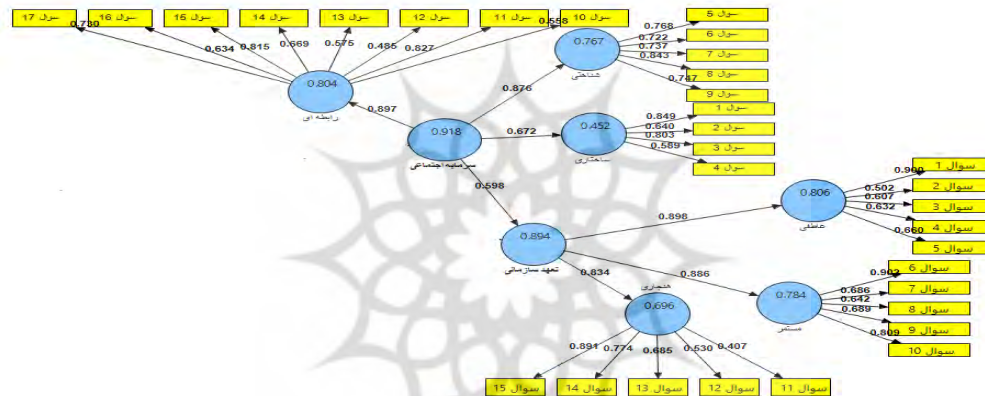 سوال 17
سوال 16
سوال 15
سوال 14
سوال 13
سوال 12
سوال 11
سوال 10
0.730
0.634
0.815
0.669
0.575
0.485
0.827
0.558
0.804
رابطه ای
0.897
0.918
سرمایه اجتماعی
0.876
0.767
شناختی
0.768
0.722
0.737
0.843
0.747
سوال 5
سوال 6
سوال 7
سوال 8
سوال 9
0.672
0.452
ساختاری
0.849
0.640
0.803
0.589
سوال 1
سوال 2
سوال 3
سوال 4
0.598
0.894
تعهد سازمانی
0.898
0.806
عاطفی
0.900
0.502
0.607
0.632
0.660
سوال 1
سوال 2
سوال 3
سوال 4
سوال 5
0.886
0.784
مستمر
0.902
0.686
0.642
0.689
0.809
سوال 6
سوال 7
سوال 8
سوال 9
سوال 10
0.834
هنجاری
0.696
0.891
0.774
0.685
0.530
0.407
سوال 15
سوال 14
سوال 13
سوال 12
سوال 11